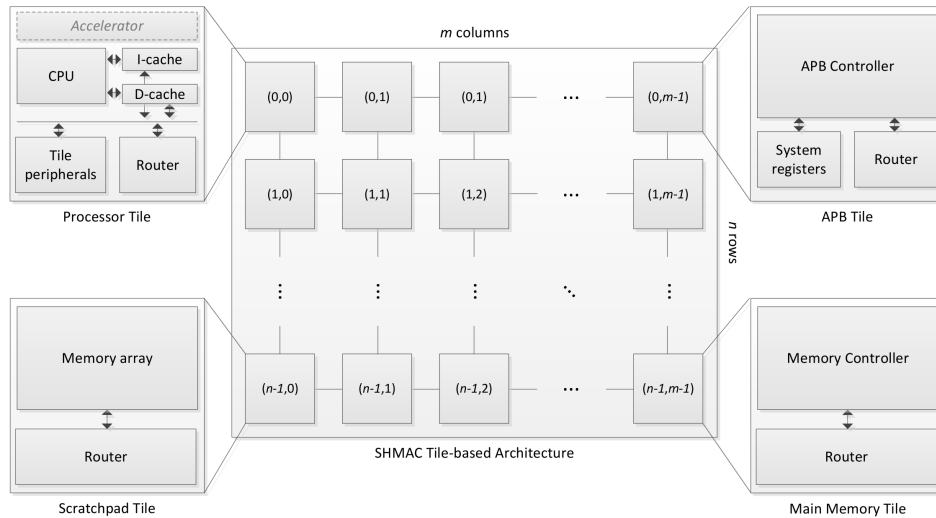 Accelerator
CPU
I-cache
D-cache
Tile
peripherals
Router
Processor Tile
m columns
(0,0)
(0,1)
(0,1)
...
(0,m-1)
(1,0)
(1,1)
(1,2)
...
(1,m-1)
n rows
(n-1,0)
(n-1,1)
(n-1,2)
...
(n-1,m-1)
SHMAC Tile-based Architecture
APB Controller
System
registers
Router
APB Tile
Memory array
Router
Scratchpad Tile
Memory Controller
Router
Main Memory Tile